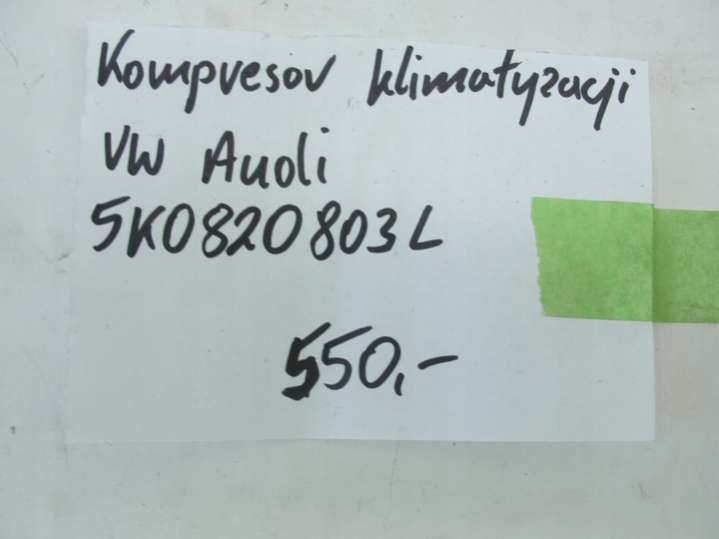 Kompresor klimatyzacji
VW Audi
5K0820803L
550,-